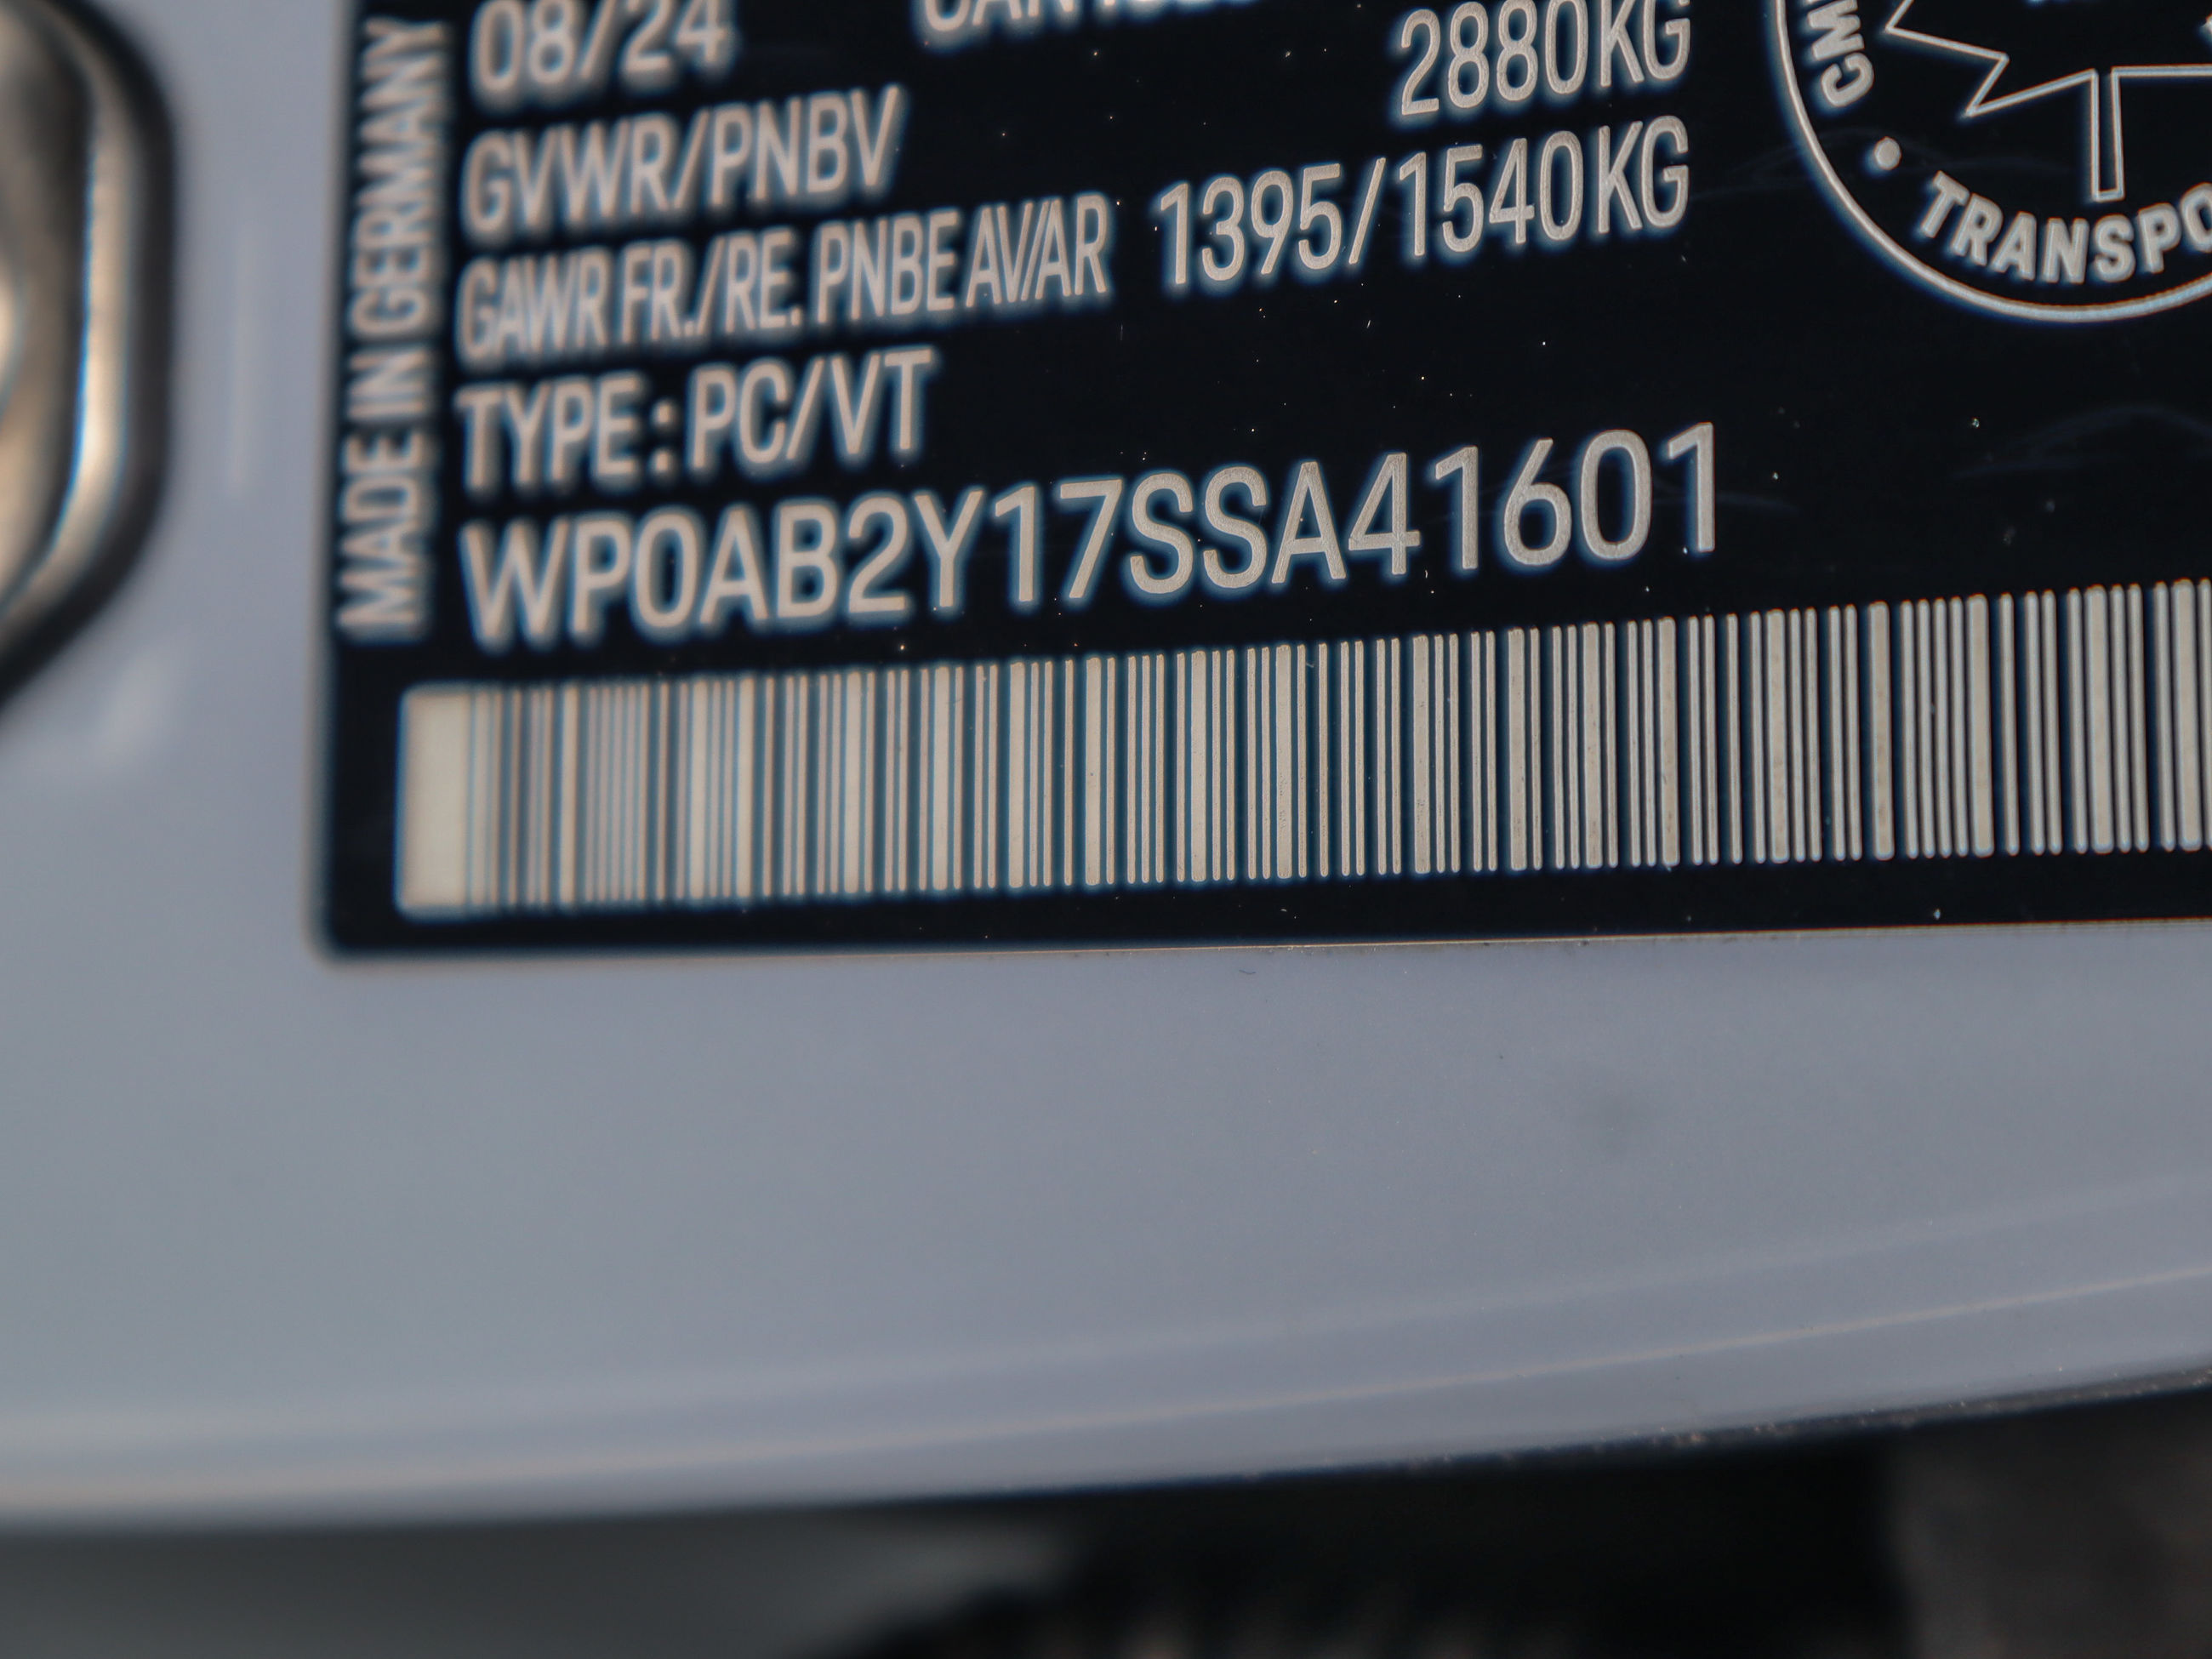 MADE IN GERMANY
08/24
2880KG
GVWR/PNBV
GAWR FR./RE. PNBE AV/AR 1395/1540KG
TYPE: PC/VT
WP0AB2Y17SSA41601
TRANSPO